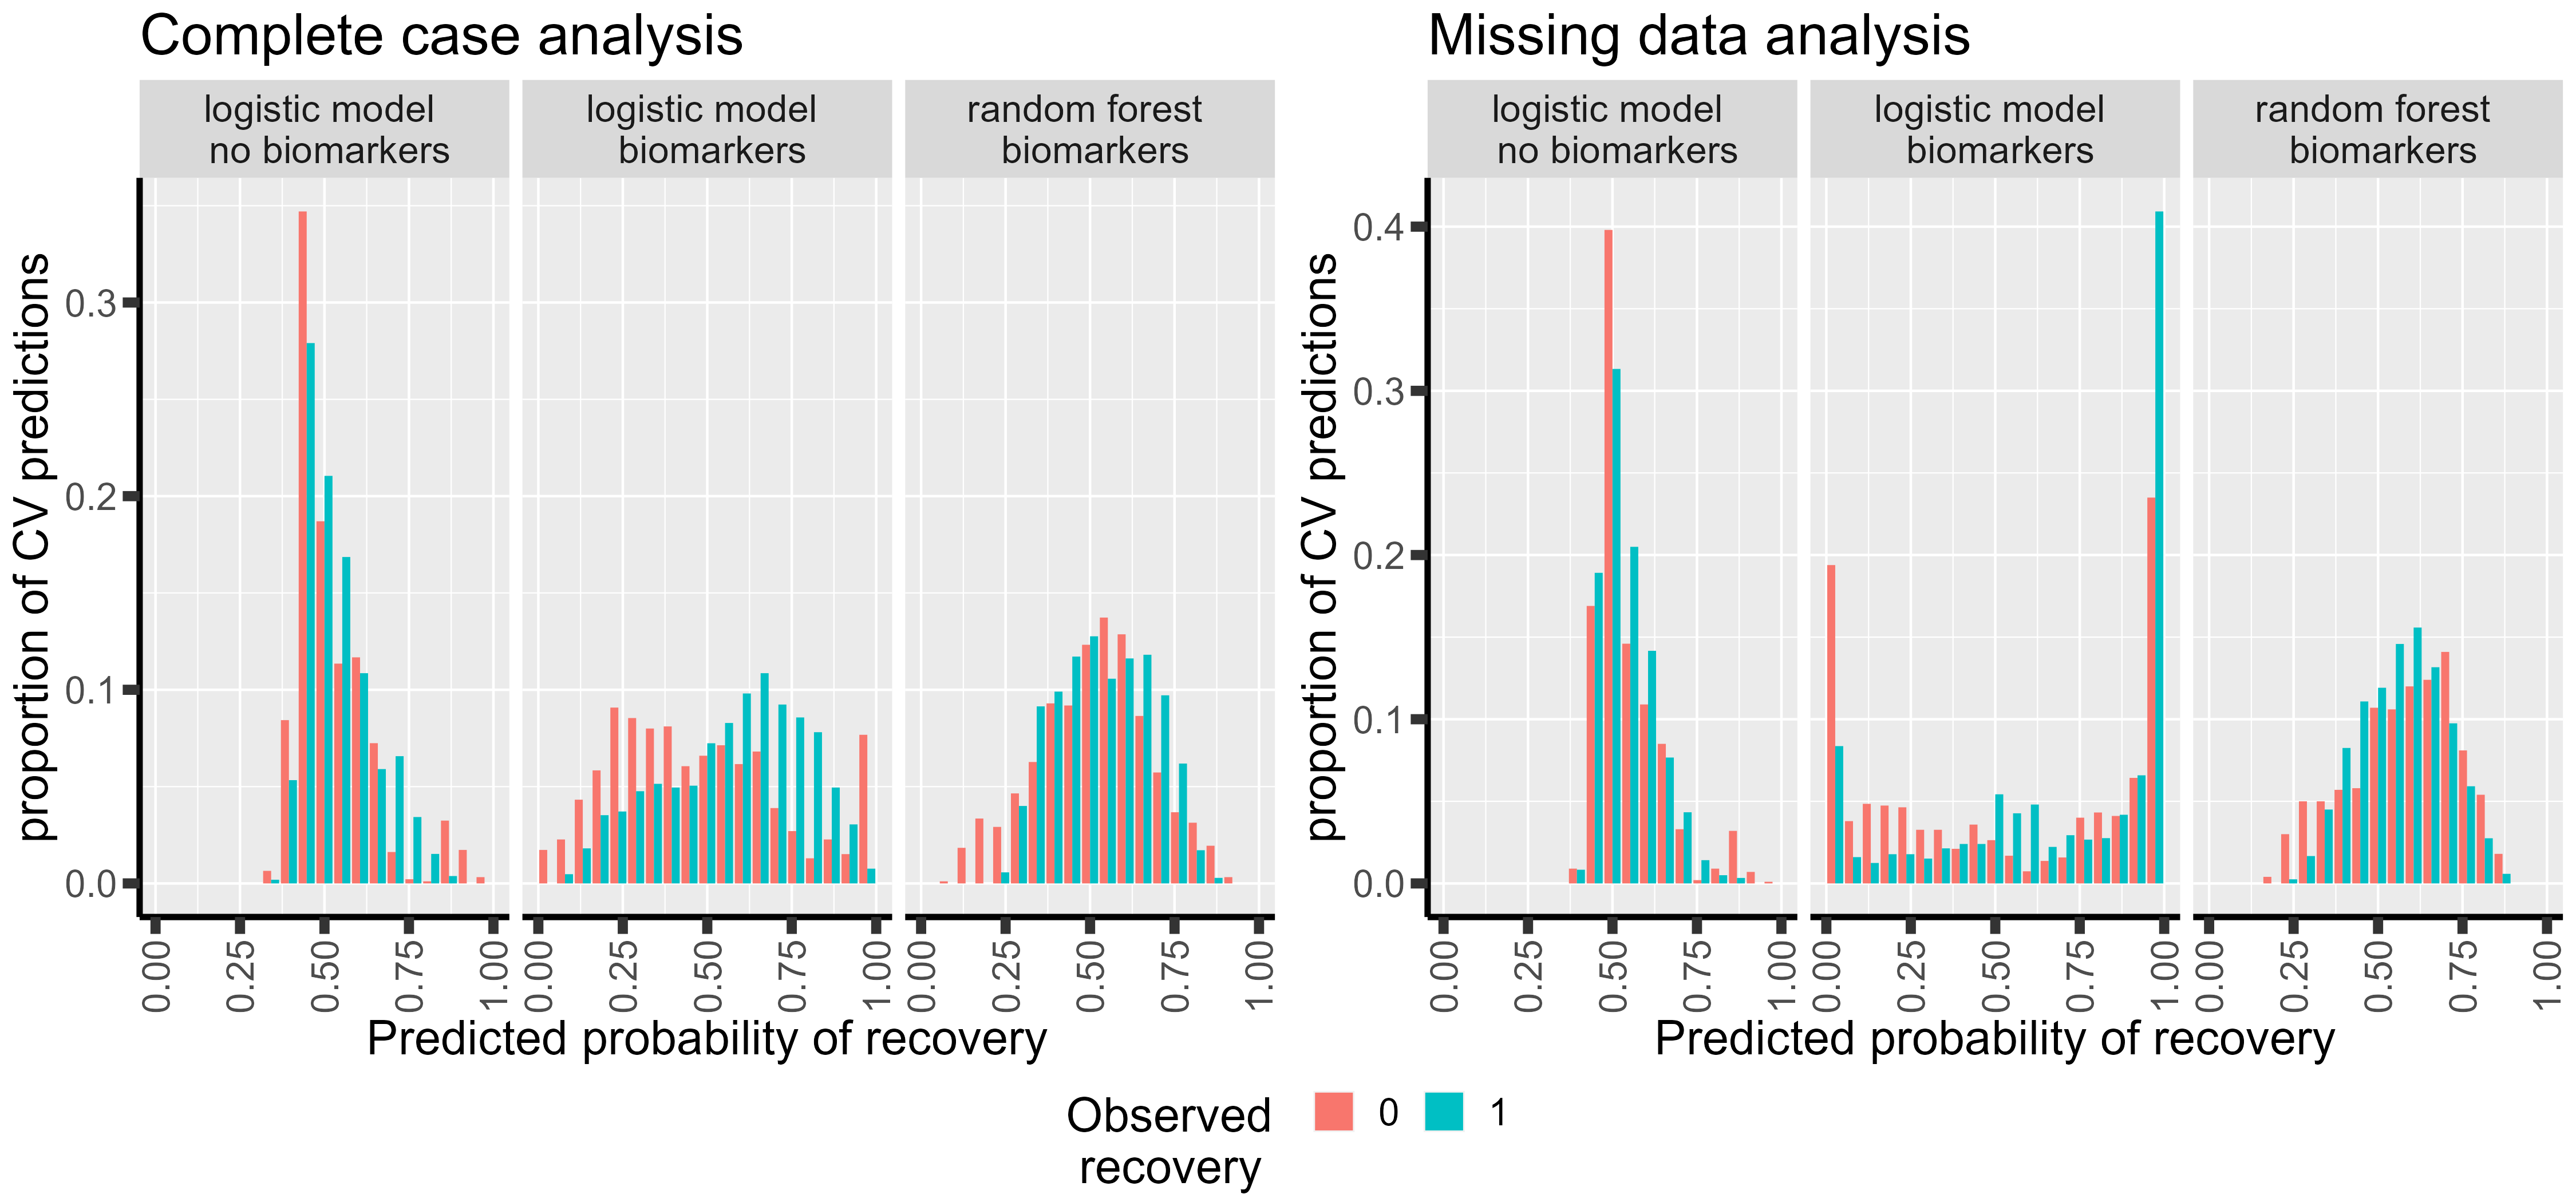 Complete case analysis
logistic model
no biomarkers
logistic model
biomarkers
random forest
biomarkers
proportion of CV predictions
0.3
0.2
0.1
0.0
0.00
0.25
0.50
0.75
1.00
0.00
0.25
0.50
0.75
1.00
0.00
0.25
0.50
0.75
1.00
Predicted probability of recovery
Missing data analysis
logistic model
no biomarkers
logistic model
biomarkers
random forest
biomarkers
proportion of CV predictions
0.4
0.3
0.2
0.1
0.0
0.00
0.25
0.50
0.75
1.00
0.00
0.25
0.50
0.75
1.00
0.00
0.25
0.50
0.75
1.00
Predicted probability of recovery
Observed
recovery
0
1